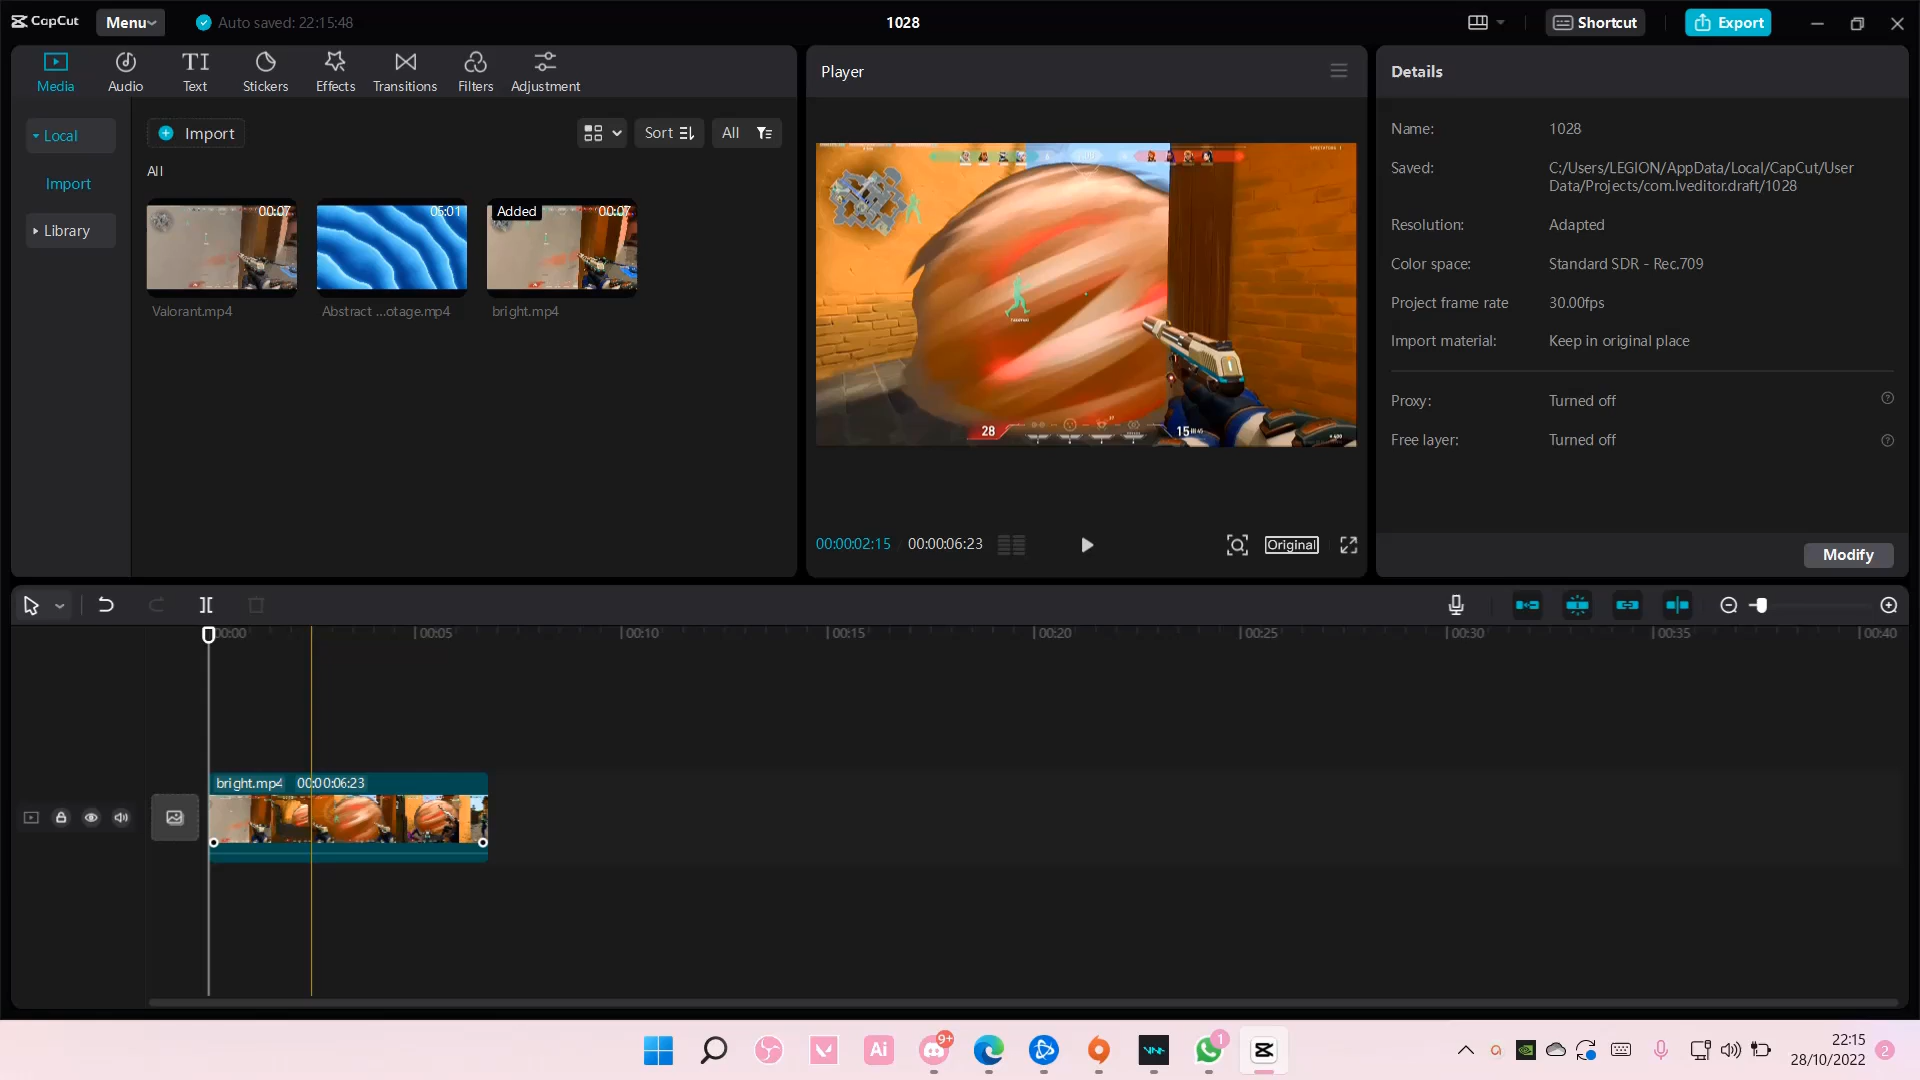 CapCut
Menu
Auto saved: 22:15:48
1028
Shortcut
Export
Media
Audio
TI
Text
Stickers
Effects
Transitions
Filters
Adjustment
Player
Details
Local
Import
Library
Import
Sort
All
All
00:07
05:01
Added
00:07
Valorant.mp4
Abstract ...otage.mp4
bright.mp4
28
15
00:00:02:15
00:00:06:23
Original
Name:
1028
Saved:
C:/Users/LEGION/AppData/Local/CapCut/User
Data/Projects/com.lveditor.draft/1028
Resolution:
Adapted
Color space:
Standard SDR - Rec.709
Project frame rate
30.00fps
Import material:
Keep in original place
Proxy:
Turned off
Free layer:
Turned off
Modify
00:00
00:05
00:10
00:15
00:20
00:25
00:30
00:35
00:40
bright.mp4
00:00:06:23
Ai
9+
1
22:15
28/10/2022
2